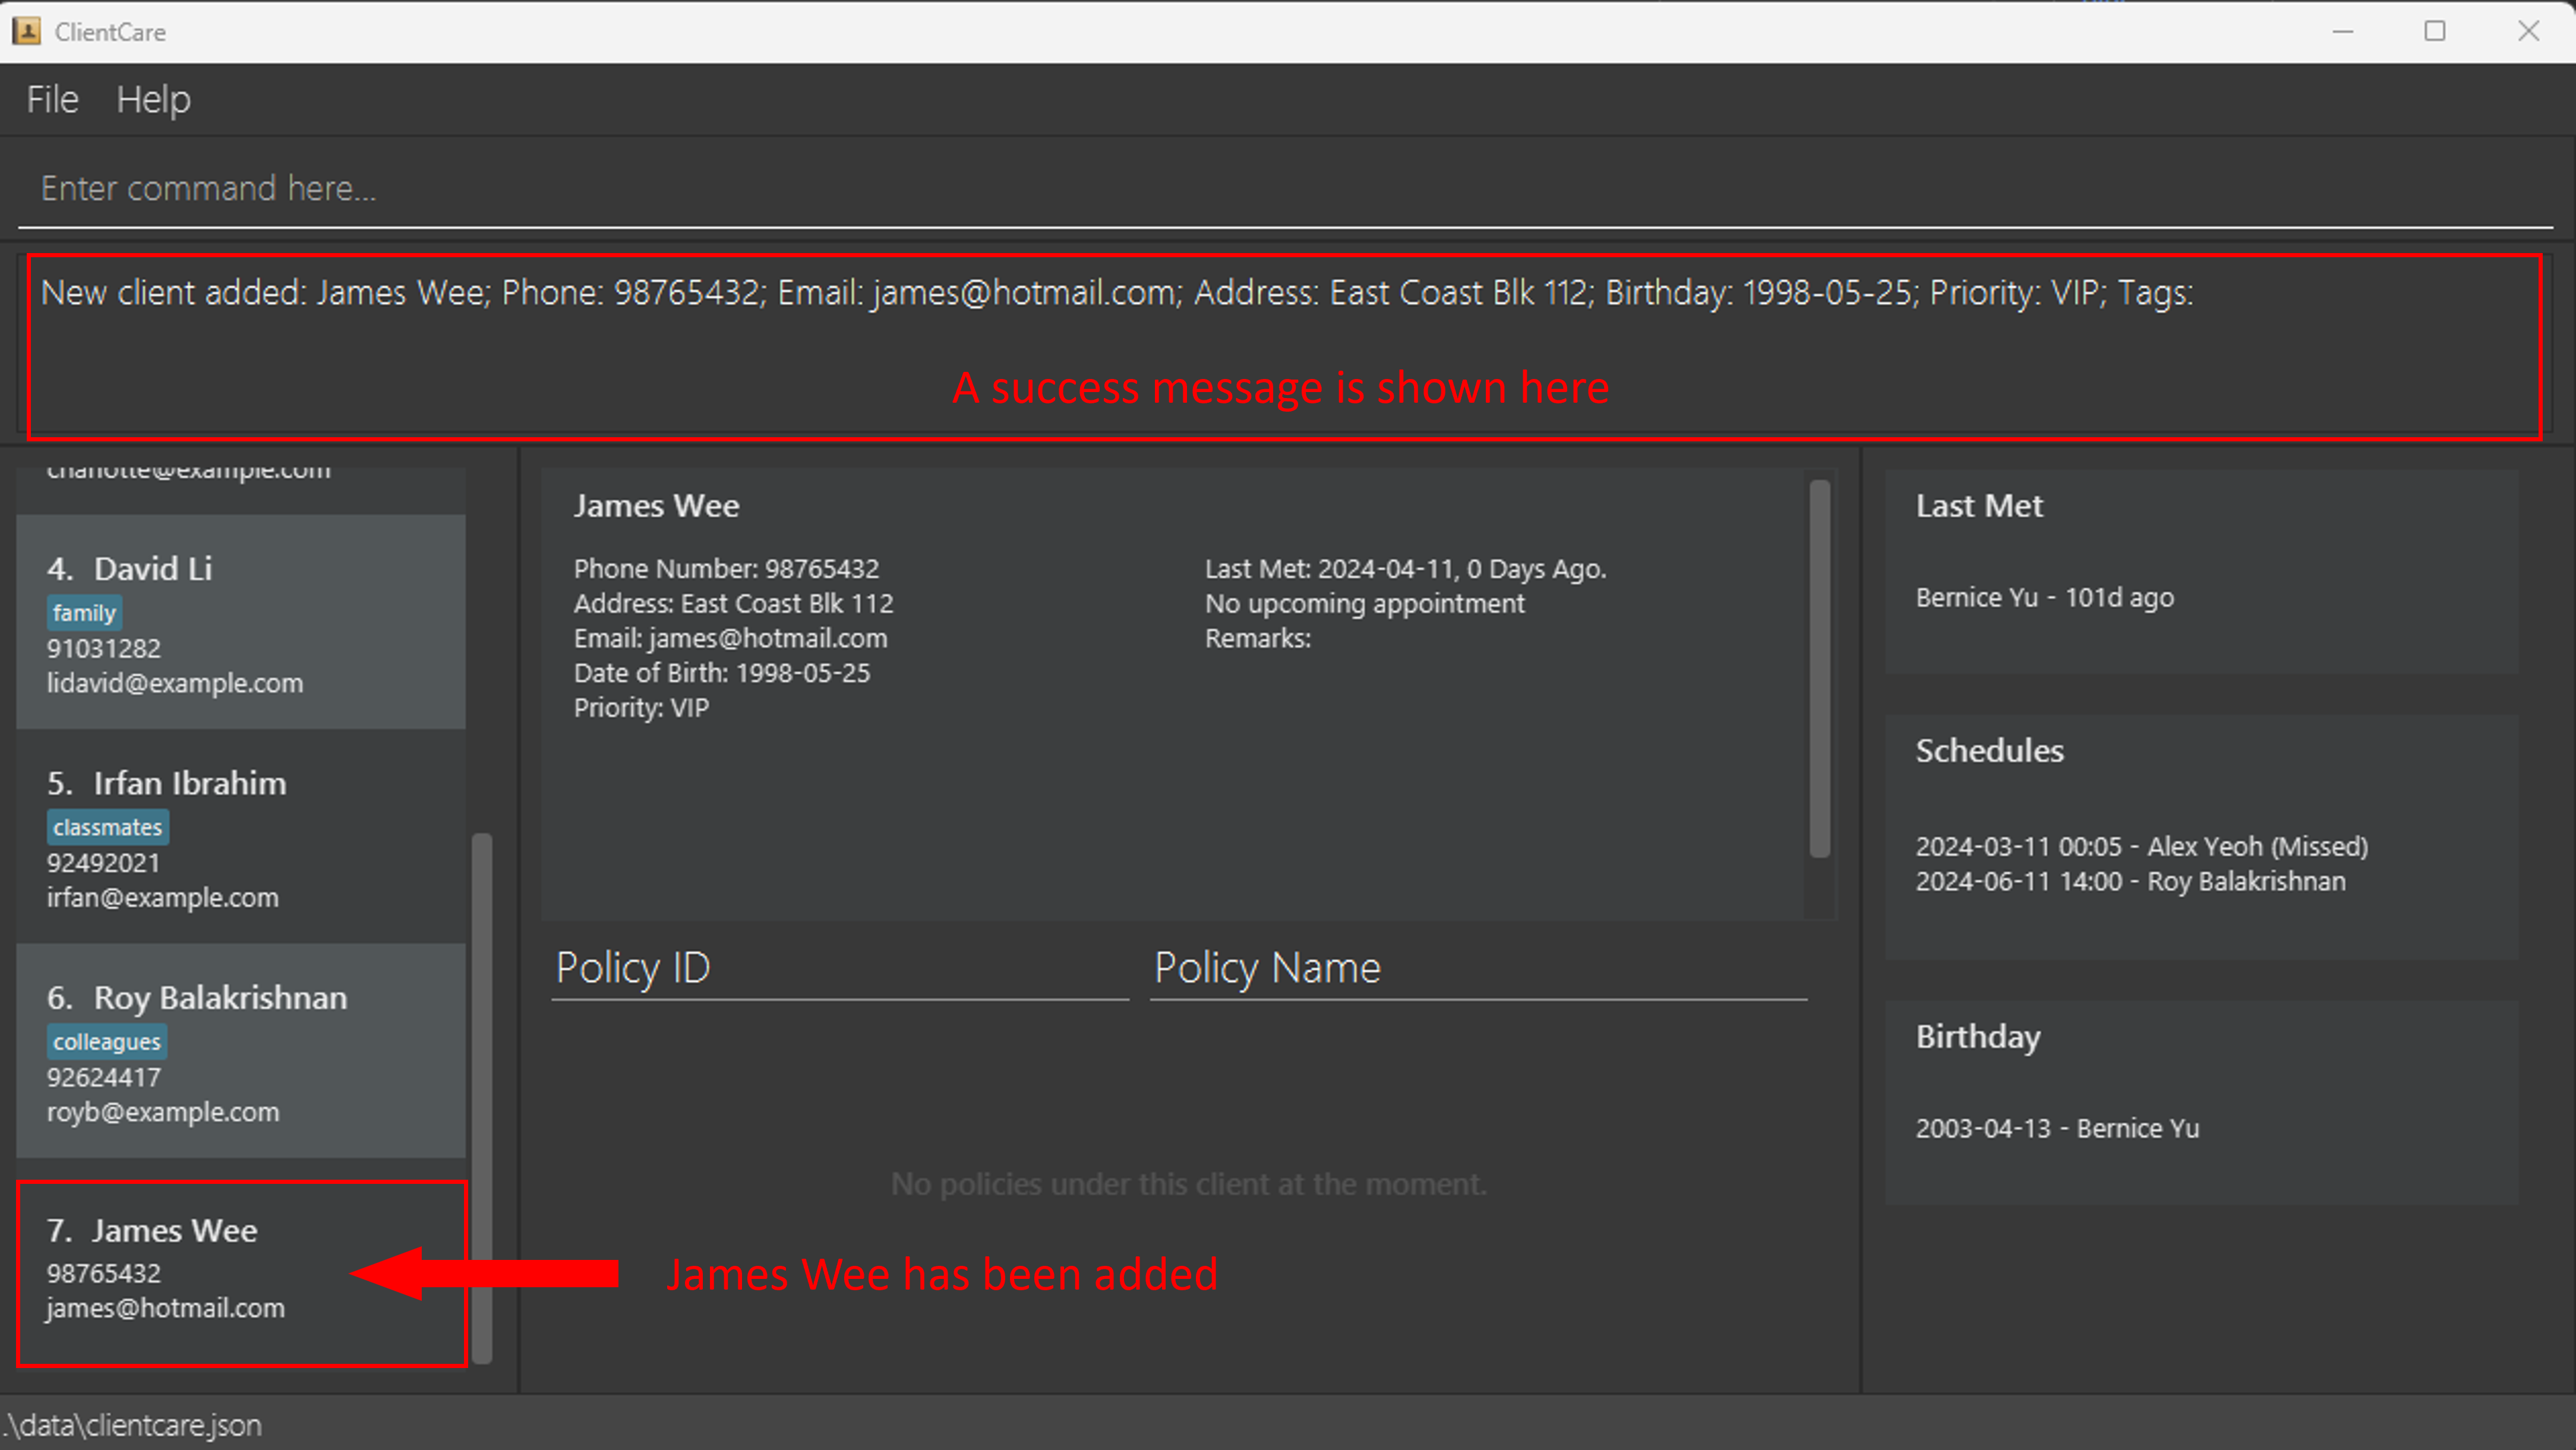 ClientCare
File Help
Enter command here...
New client added: James Wee; Phone: 98765432; Email: james@hotmail.com; Address: East Coast Blk 112; Birthday: 1998-05-25; Priority: VIP; Tags:
A success message is shown here
charlotte@example.com
4. David Li
family
91031282
lidavid@example.com
5. Irfan Ibrahim
classmates
92492021
irfan@example.com
6. Roy Balakrishnan
colleagues
92624417
royb@example.com
7. James Wee
98765432
james@hotmail.com
James Wee has been added
James Wee
Phone Number: 98765432
Address: East Coast Blk 112
Email: james@hotmail.com
Date of Birth: 1998-05-25
Priority: VIP
Last Met: 2024-04-11, 0 Days Ago.
No upcoming appointment
Remarks:
Policy ID Policy Name
No policies under this client at the moment.
Last Met
Bernice Yu - 101d ago
Schedules
2024-03-11 00:05 - Alex Yeoh (Missed)
2024-06-11 14:00 - Roy Balakrishnan
Birthday
2003-04-13 - Bernice Yu
.\data\clientcare.json